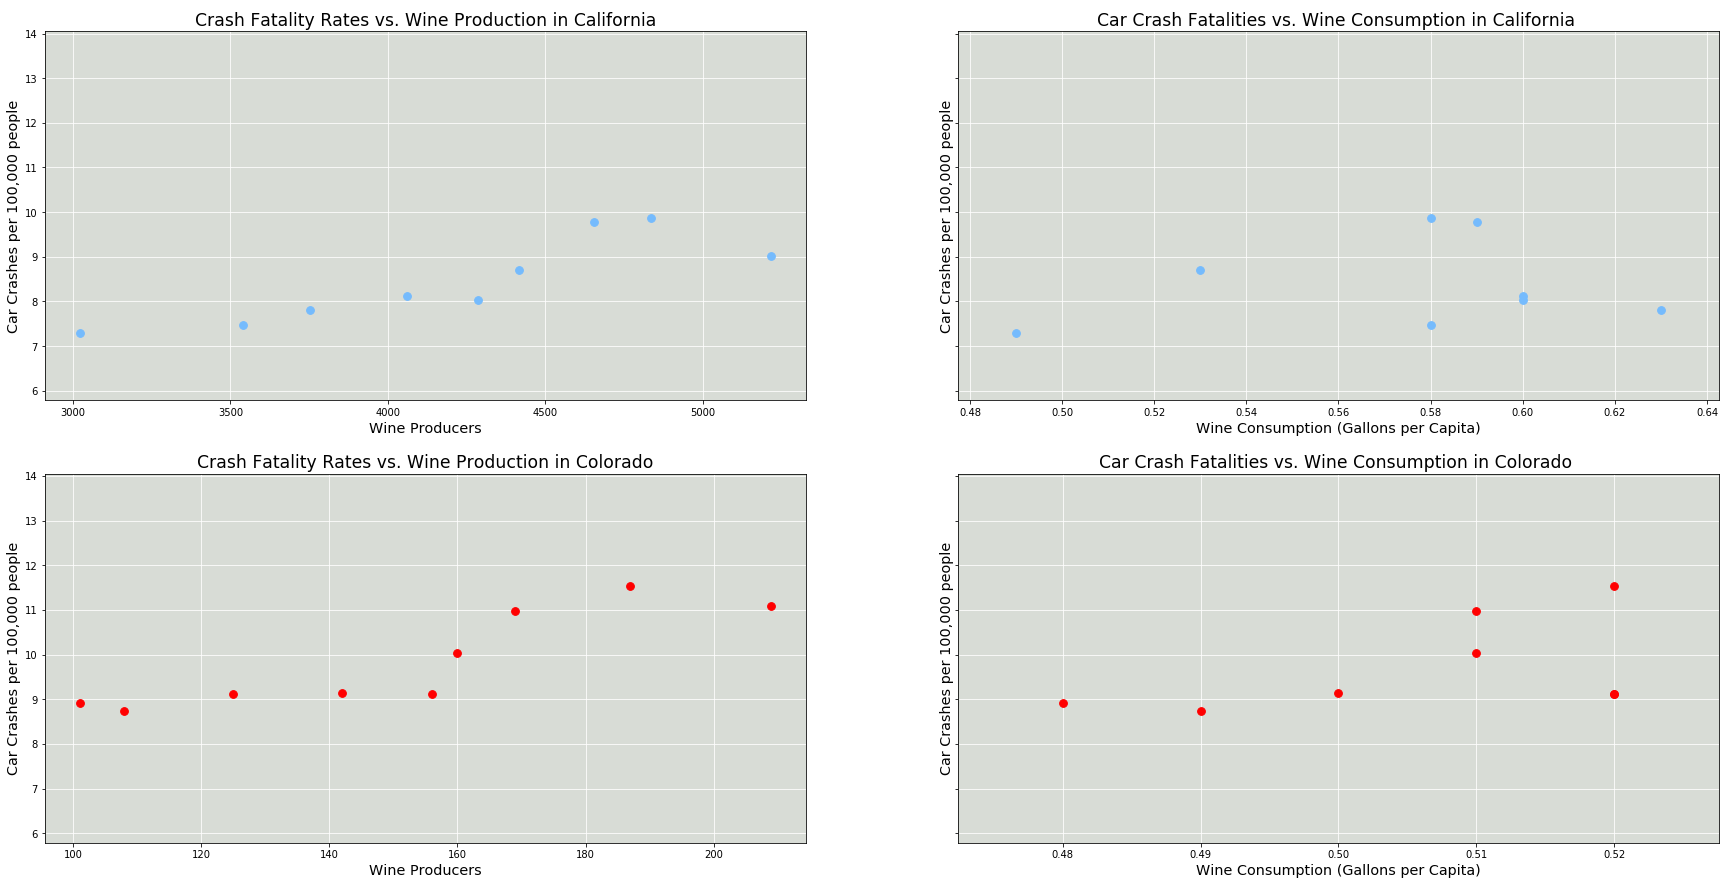 Crash Fatality Rates vs. Wine Production in California
Car Crashes per 100,000 people
14
13
12
11
10
9
8
7
6
3000 3500 4000 4500 5000
Wine Producers
Car Crash Fatalities vs. Wine Consumption in California
Car Crashes per 100,000 people
0.48 0.50 0.52 0.54 0.56 0.58 0.60 0.62 0.64
Wine Consumption (Gallons per Capita)
Crash Fatality Rates vs. Wine Production in Colorado
Car Crashes per 100,000 people
14
13
12
11
10
9
8
7
6
100 120 140 160 180 200
Wine Producers
Car Crash Fatalities vs. Wine Consumption in Colorado
Car Crashes per 100,000 people
0.48 0.49 0.50 0.51 0.52
Wine Consumption (Gallons per Capita)